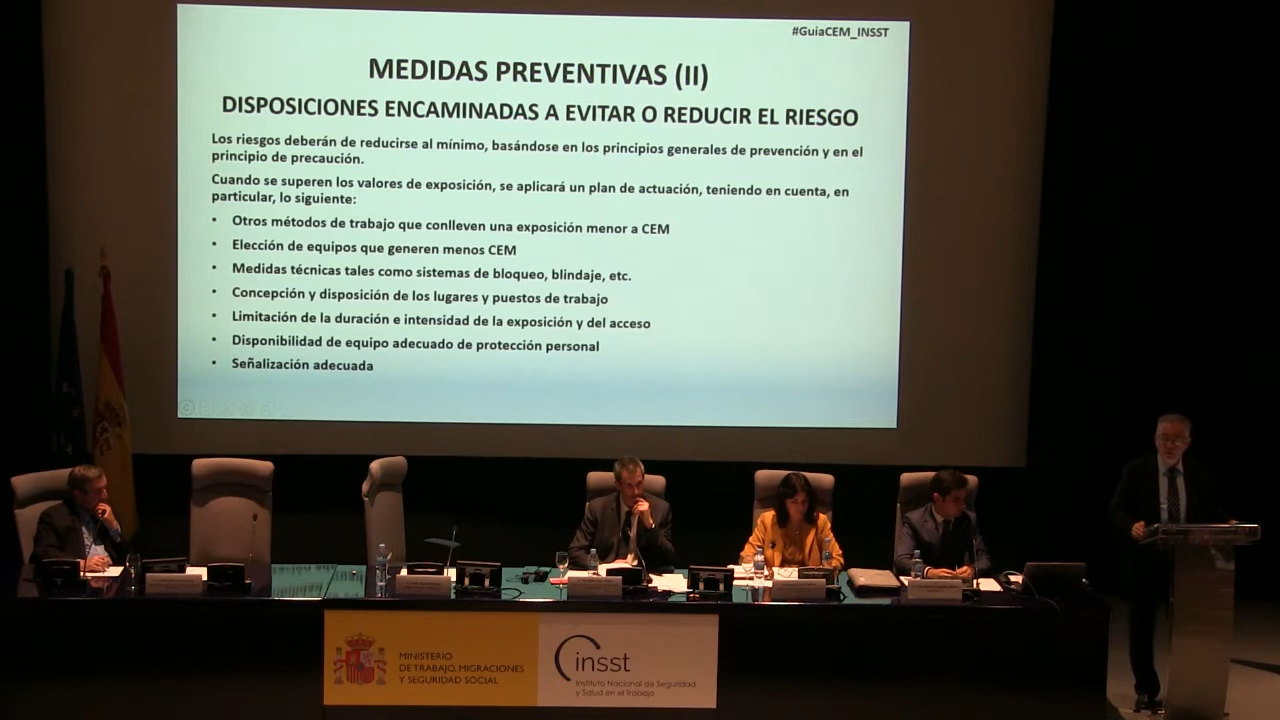 #GuiaCEM_INSST
MEDIDAS PREVENTIVAS (II)
DISPOSICIONES ENCAMINADAS A EVITAR O REDUCIR EL RIESGO
Los riesgos deberán de reducirse al mínimo, basándose en los principios generales de prevención y en el
principio de precaución.
Cuando se superen los valores de exposición, se aplicará un plan de actuación, teniendo en cuenta, en
particular, lo siguiente:
• Otros métodos de trabajo que conlleven una exposición menor a CEM
• Elección de equipos que generen menos CEM
• Medidas técnicas tales como sistemas de bloqueo, blindaje, etc.
• Concepción y disposición de los lugares y puestos de trabajo
• Limitación de la duración e intensidad de la exposición y del acceso
• Disponibilidad de equipo adecuado de protección personal
• Señalización adecuada
MINISTERIO
DE TRABAJO, MIGRACIONES
Y SEGURIDAD SOCIAL
insst
Instituto Nacional de Seguridad
y Salud en el Trabajo